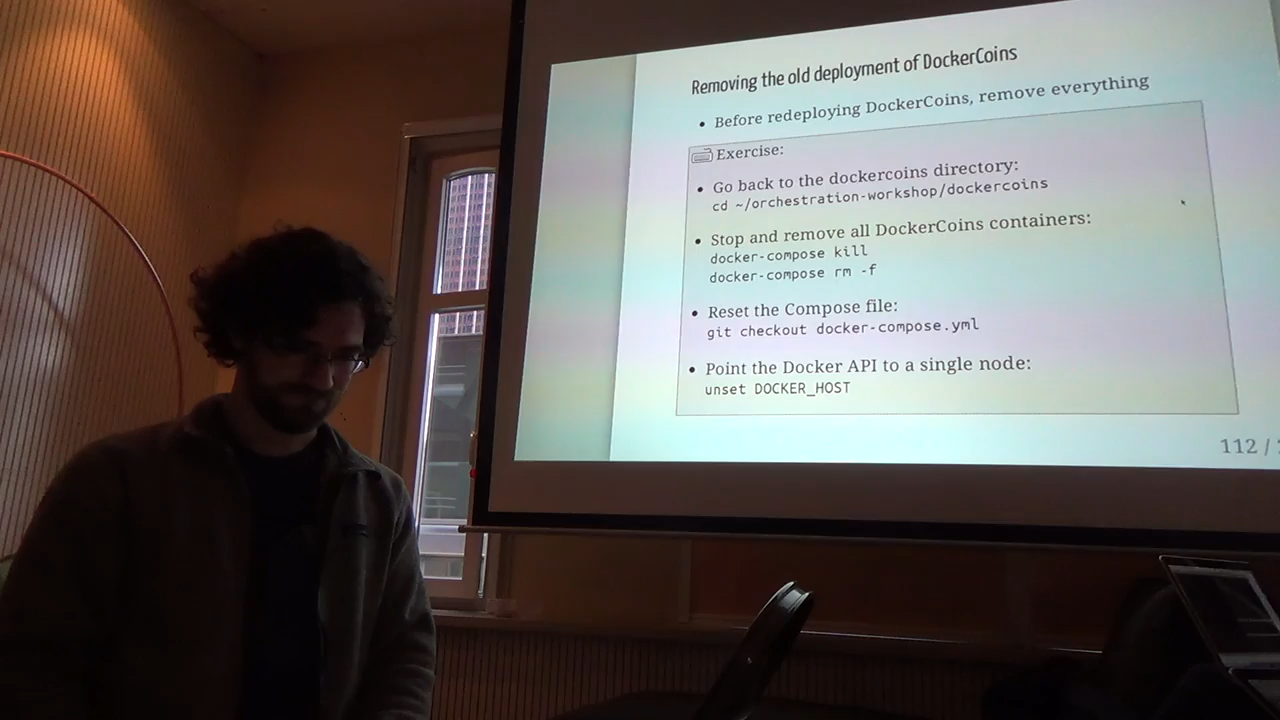 Removing the old deployment of DockerCoins
• Before redeploying DockerCoins, remove everything
Exercise:
• Go back to the dockercoins directory:
cd ~/orchestration-workshop/dockercoins
• Stop and remove all DockerCoins containers:
docker-compose kill
docker-compose rm -f
• Reset the Compose file:
git checkout docker-compose.yml
• Point the Docker API to a single node:
unset DOCKER_HOST
112 /